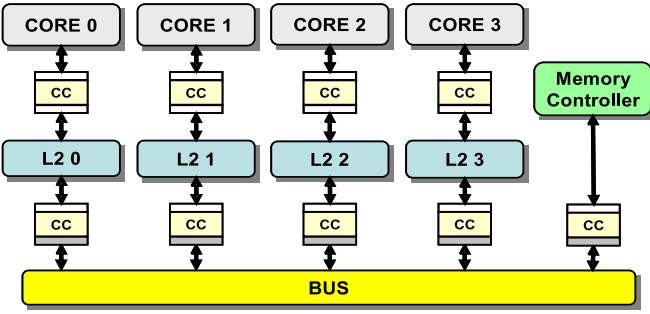 CORE 0
CORE 1
CORE 2
CORE 3
CC
CC
CC
CC
Memory
Controller
L2 0
L2 1
L2 2
L2 3
CC
CC
CC
CC
CC
BUS